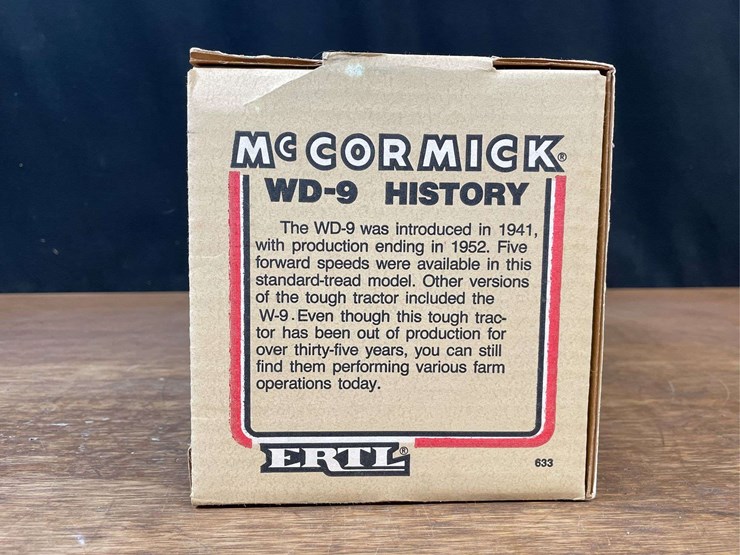 McCORMICK®
WD-9 HISTORY
The WD-9 was introduced in 1941,
with production ending in 1952. Five
forward speeds were available in this
standard-tread model. Other versions
of the tough tractor included the
W-9. Even though this tough trac-
tor has been out of production for
over thirty-five years, you can still
find them performing various farm
operations today.
ERTL®
633